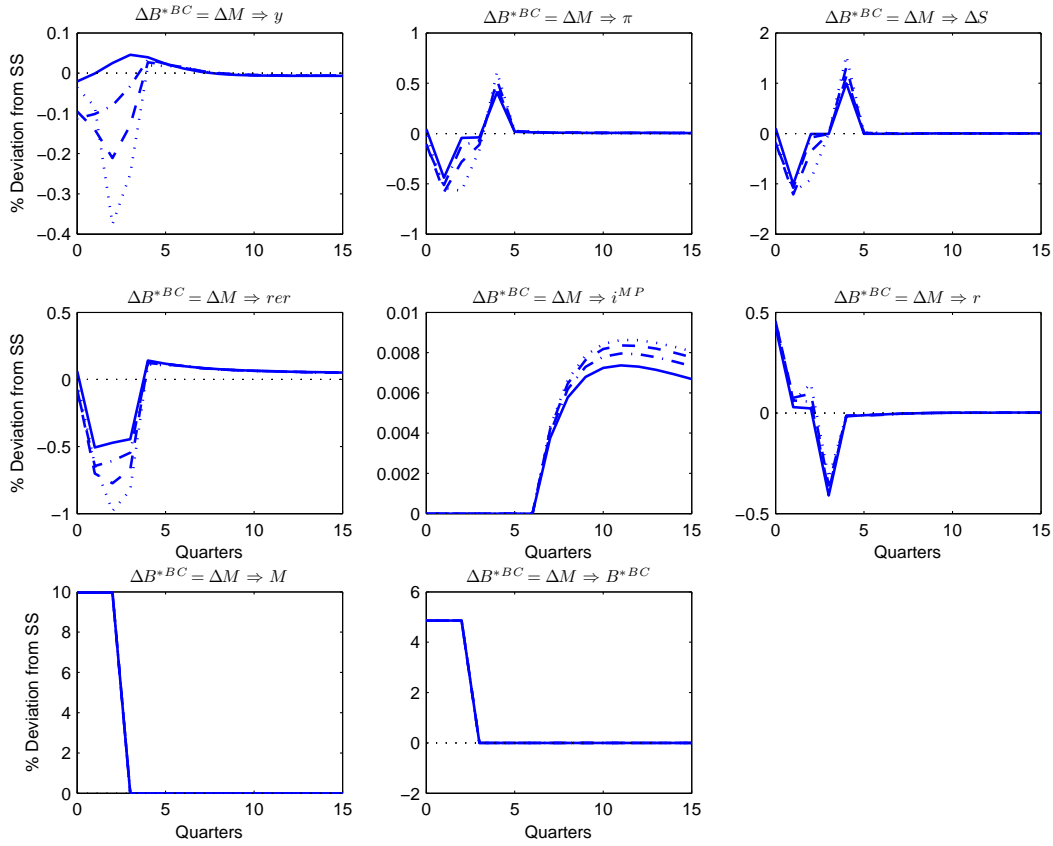 ΔB*BC = ΔM ⇒ y
ΔB*BC = ΔM ⇒ π
ΔB*BC = ΔM ⇒ ΔS
% Deviation from SS
0.1
0
−0.1
−0.2
−0.3
−0.4
0 5 10 15
1
0.5
0
−0.5
−1
0 5 10 15
2
1
0
−1
−2
0 5 10 15
ΔB*BC = ΔM ⇒ rer
ΔB*BC = ΔM ⇒ iMP
ΔB*BC = ΔM ⇒ r
% Deviation from SS
0.5
0
−0.5
−1
0 5 10 15
Quarters
0.01
0.008
0.006
0.004
0.002
0
0 5 10 15
Quarters
0.5
0
−0.5
0 5 10 15
Quarters
ΔB*BC = ΔM ⇒ M
ΔB*BC = ΔM ⇒ B*BC
% Deviation from SS
10
8
6
4
2
0
0 5 10 15
Quarters
6
4
2
0
−2
0 5 10 15
Quarters